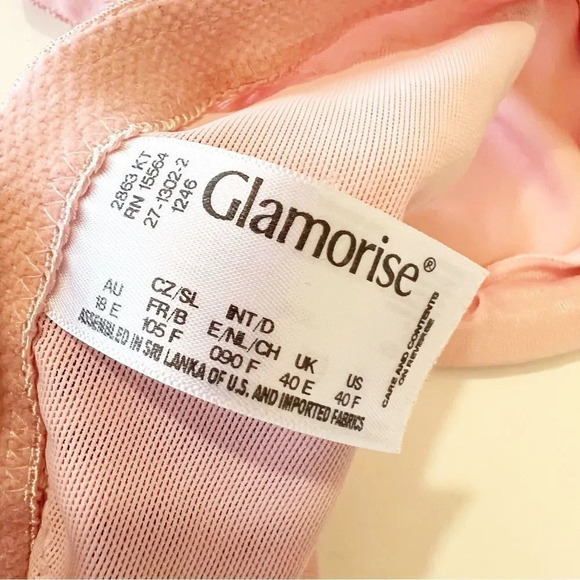 2863 KT
RN 15564
27-1302-2
1246
Glamorise®
AU
18 E
CZ/SL
FR/B
105 F
INT/D
E/NL/CH
090 F
UK
40 E
US
40 F
ASSEMBLED IN SRI LANKA OF U.S. AND IMPORTED FABRICS
CARE AND CONTENTS
ON REVERSE